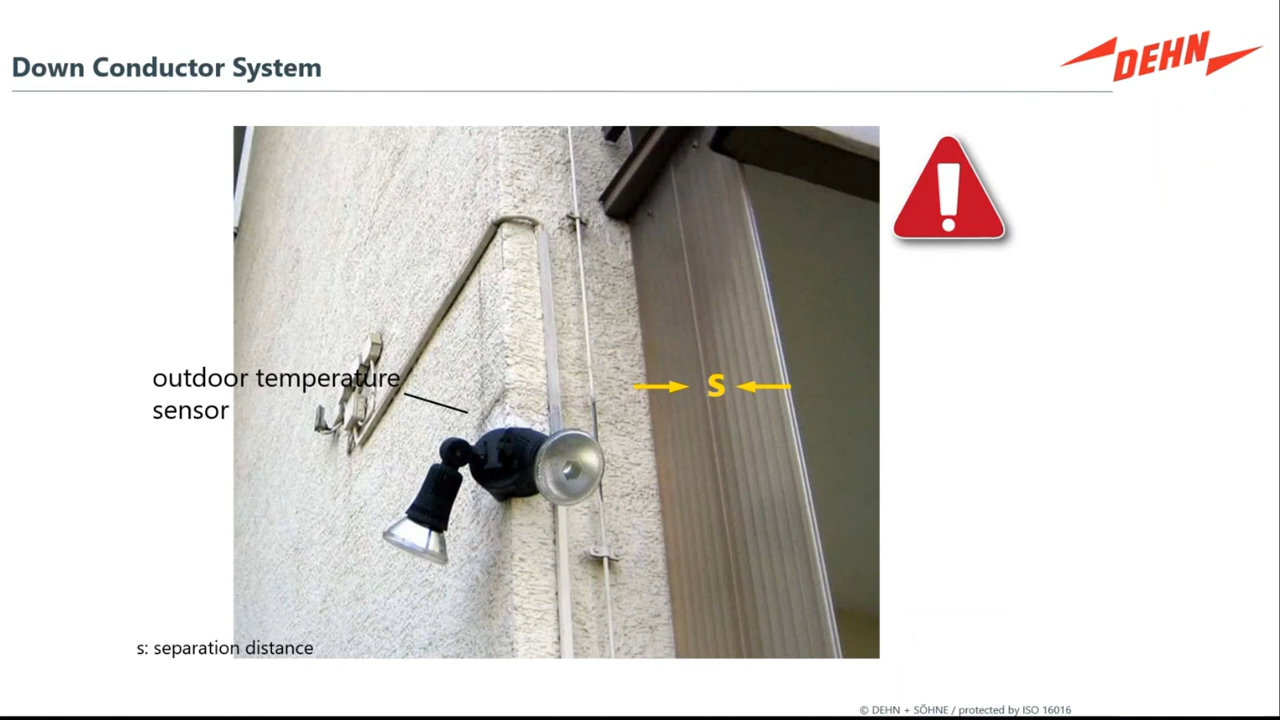 Down Conductor System
DEHN
outdoor temperature
sensor
s
s: separation distance
© DEHN + SÖHNE / protected by ISO 16016